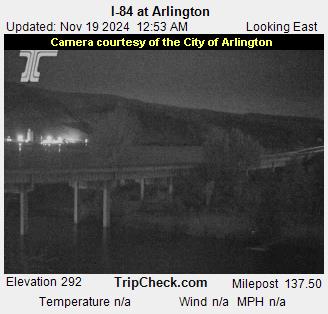 I-84 at Arlington
Updated: Nov 19 2024 12:53 AM Looking East
Camera courtesy of the City of Arlington
Elevation 292 TripCheck.com Milepost 137.50
Temperature n/a Wind n/a MPH n/a